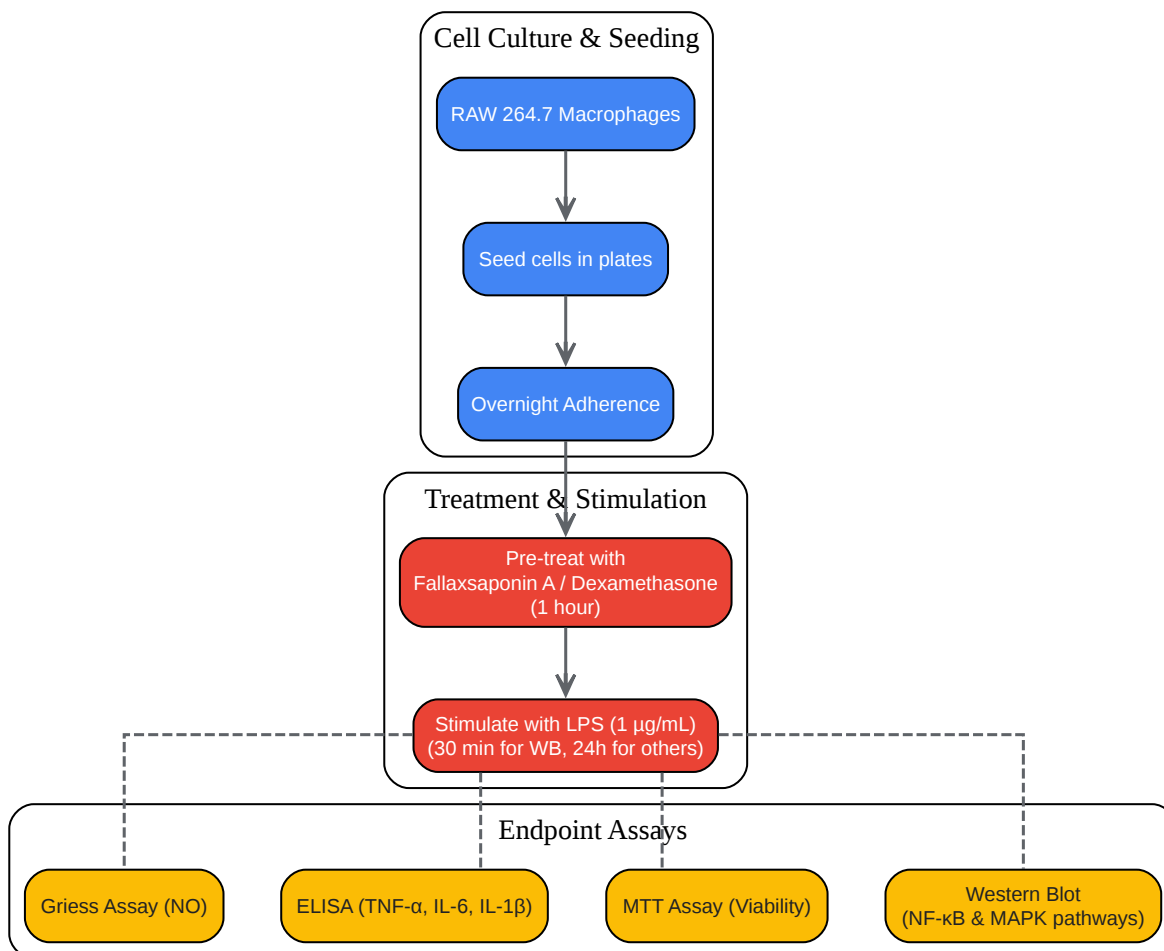 Cell Culture & Seeding
RAW 264.7 Macrophages
Seed cells in plates
Overnight Adherence
Treatment & Stimulation
Pre-treat with
Fallaxsaponin A / Dexamethasone
(1 hour)
Stimulate with LPS (1 µg/mL)
(30 min for WB, 24h for others)
Endpoint Assays
Griess Assay (NO)
ELISA (TNF-α, IL-6, IL-1β)
MTT Assay (Viability)
Western Blot
(NF-κB & MAPK pathways)